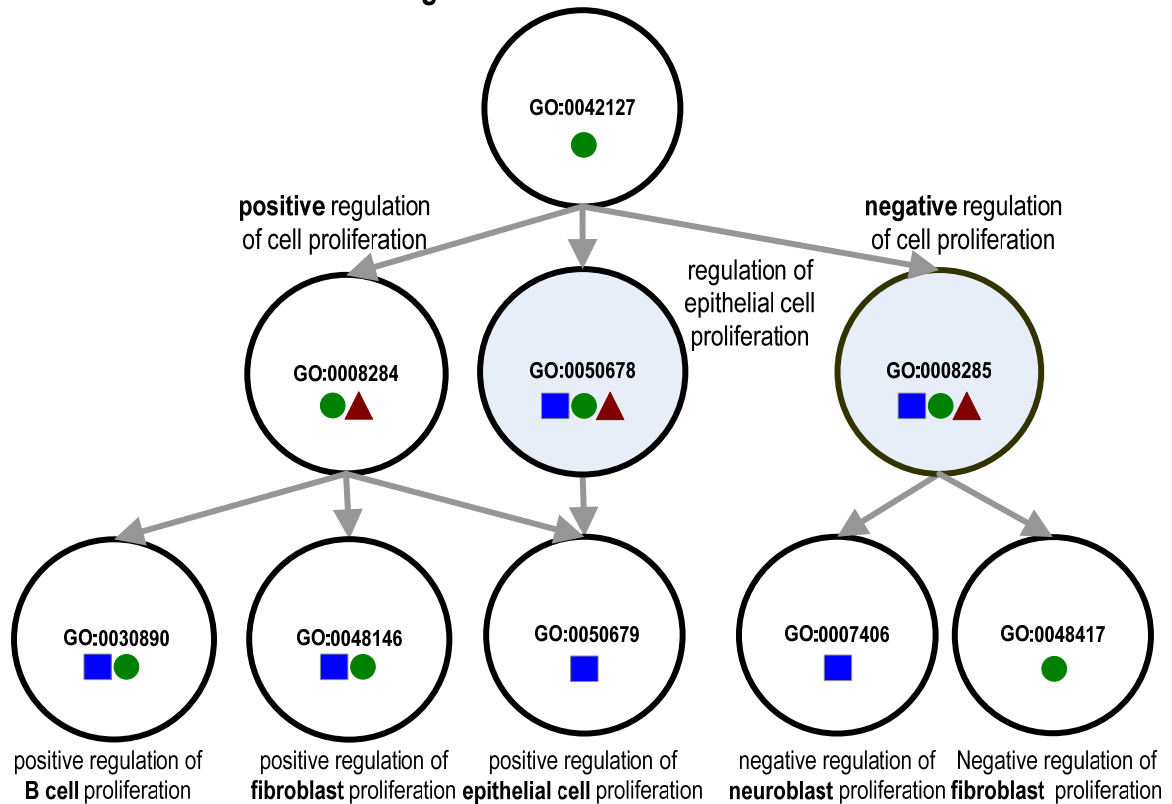 GO:0042127
positive regulation
of cell proliferation
negative regulation
of cell proliferation
regulation of
epithelial cell
proliferation
GO:0008284
GO:0050678
GO:0008285
GO:0030890
GO:0048146
GO:0050679
GO:0007406
GO:0048417
positive regulation of
B cell proliferation
positive regulation of
fibroblast proliferation
positive regulation of
epithelial cell proliferation
negative regulation of
neuroblast proliferation
Negative regulation of
fibroblast proliferation